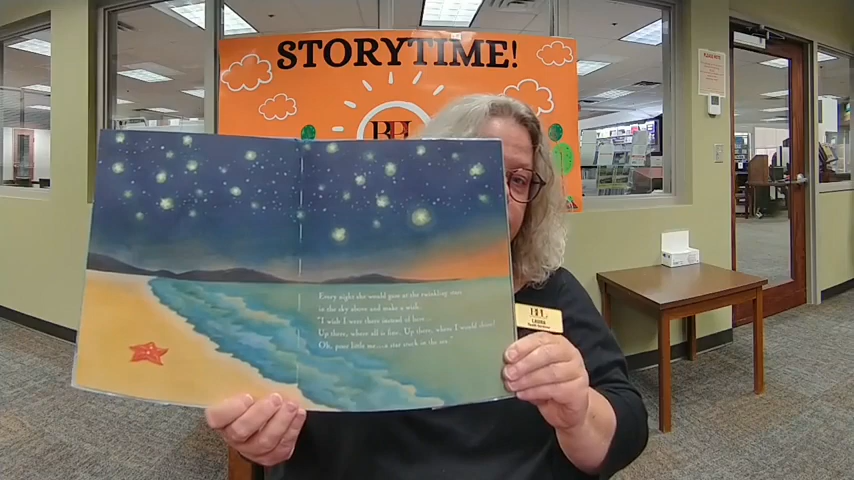 STORYTIME!
BPL
Every night she would gaze at the twinkling stars
in the sky above and make a wish.
"I wish I were there instead of here...
Up there, where all is fine. Up there, where I would shine!
Oh, poor little me—a star stuck in the sea."
BPL
LAURA